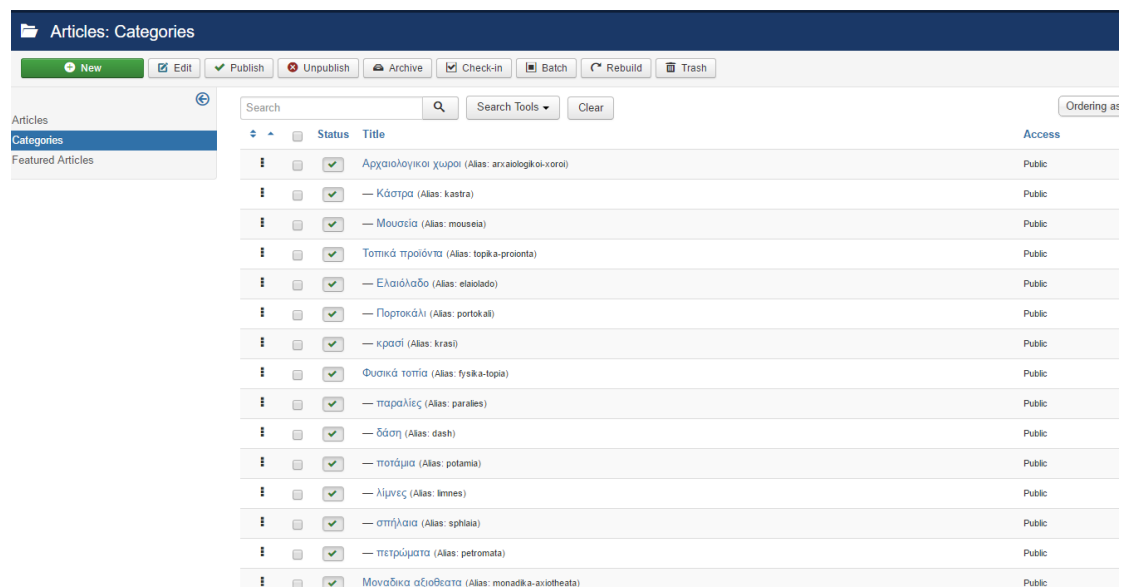 Articles: Categories
New Edit Publish Unpublish Archive Check-in Batch Rebuild Trash
Articles
Categories
Featured Articles
Search Search Tools Clear Ordering as
Status Title Access
Αρχαιολογικοι χωροι (Alias: arxaiologikoi-xoroi) Public
— Κάστρα (Alias: kastra) Public
— Μουσεία (Alias: mouseia) Public
Τοπικά προϊόντα (Alias: topika-proionta) Public
— Ελαιόλαδο (Alias: elaiolado) Public
— Πορτοκάλι (Alias: portokali) Public
— κρασί (Alias: krasi) Public
Φυσικά τοπία (Alias: fysika-topia) Public
— παραλίες (Alias: paralies) Public
— δάση (Alias: dash) Public
— ποτάμια (Alias: potamia) Public
— λίμνες (Alias: limnes) Public
— σπήλαια (Alias: sphlaia) Public
— πετρώματα (Alias: petromata) Public
Μοναδικα αξιοθεατα (Alias: monadika-axiotheata) Public